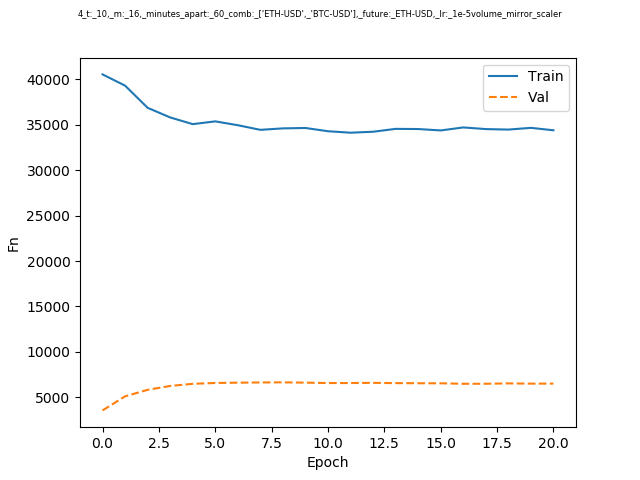 4_t:_10,_m:_16,_minutes_apart:_60_comb:_['ETH-USD',_'BTC-USD'],_future:_ETH-USD,_lr:_1e-5volume_mirror_scaler
Train
Val
40000
35000
30000
25000
20000
15000
10000
5000
Fn
0.0 2.5 5.0 7.5 10.0 12.5 15.0 17.5 20.0
Epoch